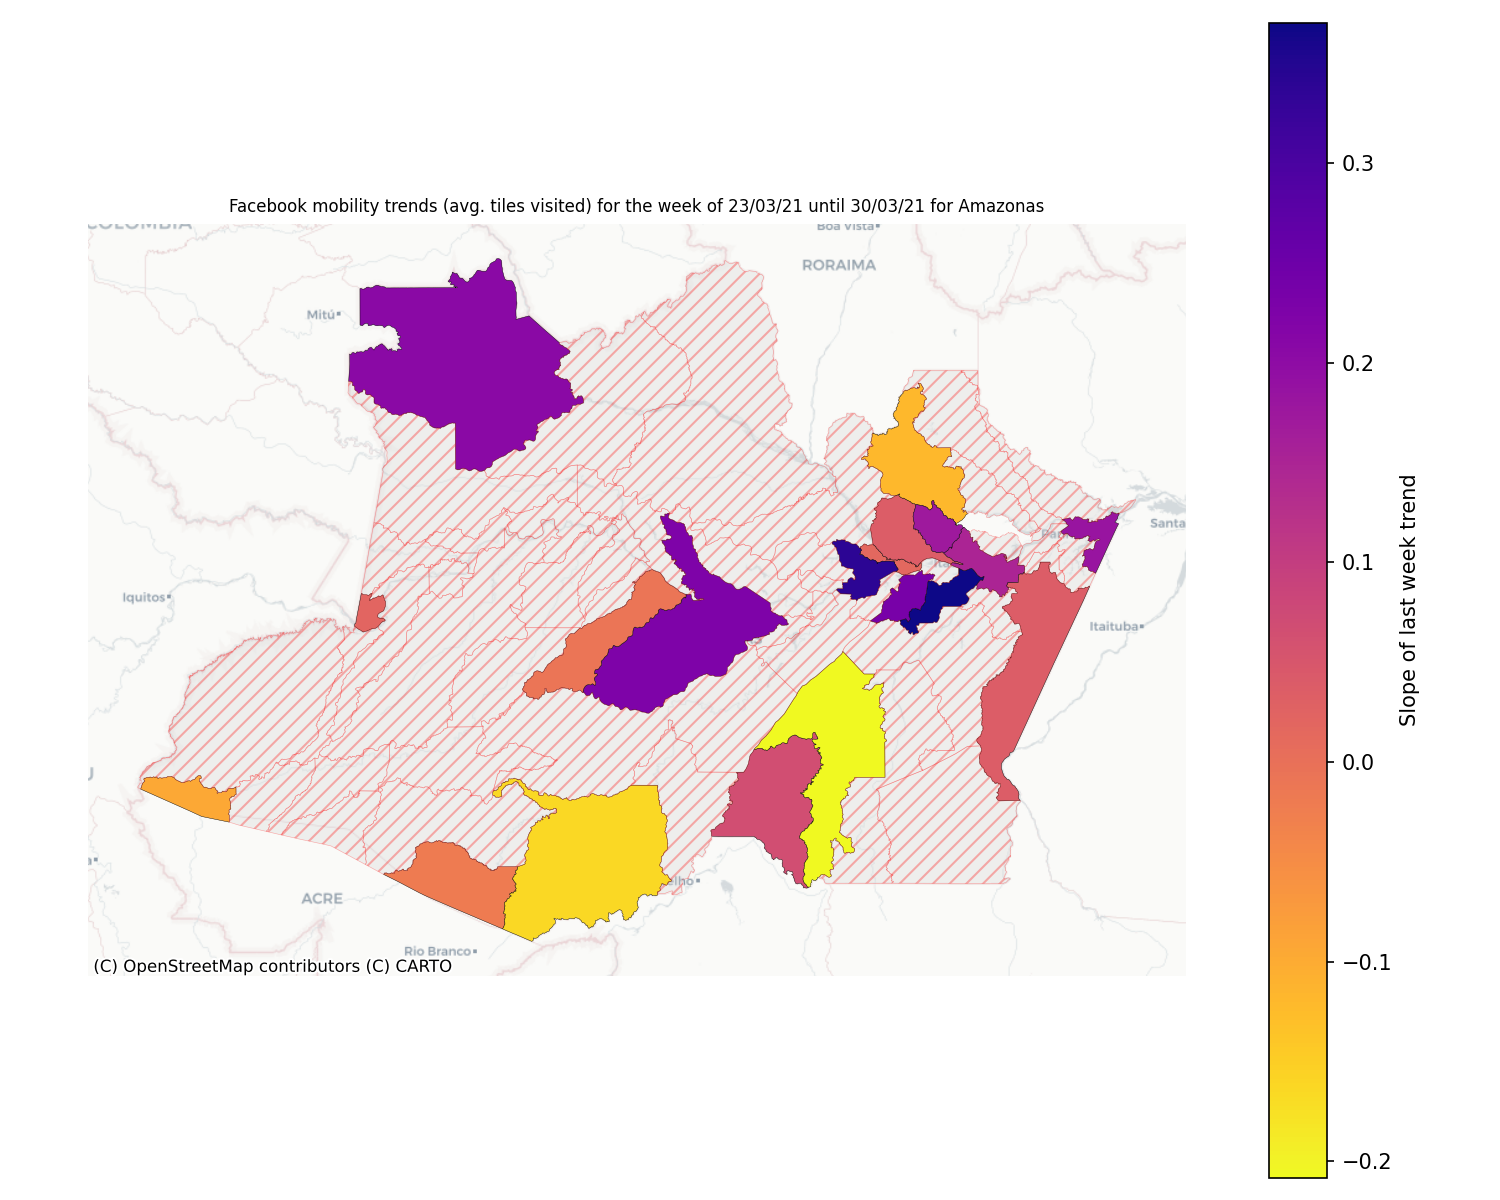 Facebook mobility trends (avg. tiles visited) for the week of 23/03/21 until 30/03/21 for Amazonas
COLOMBIA
Boa Vista
RORAIMA
Mitú
Santa
Iquitos
Itaituba
ACRE
Rio Branco
(C) OpenStreetMap contributors (C) CARTO
0.3
0.2
0.1
0.0
−0.1
−0.2
Slope of last week trend